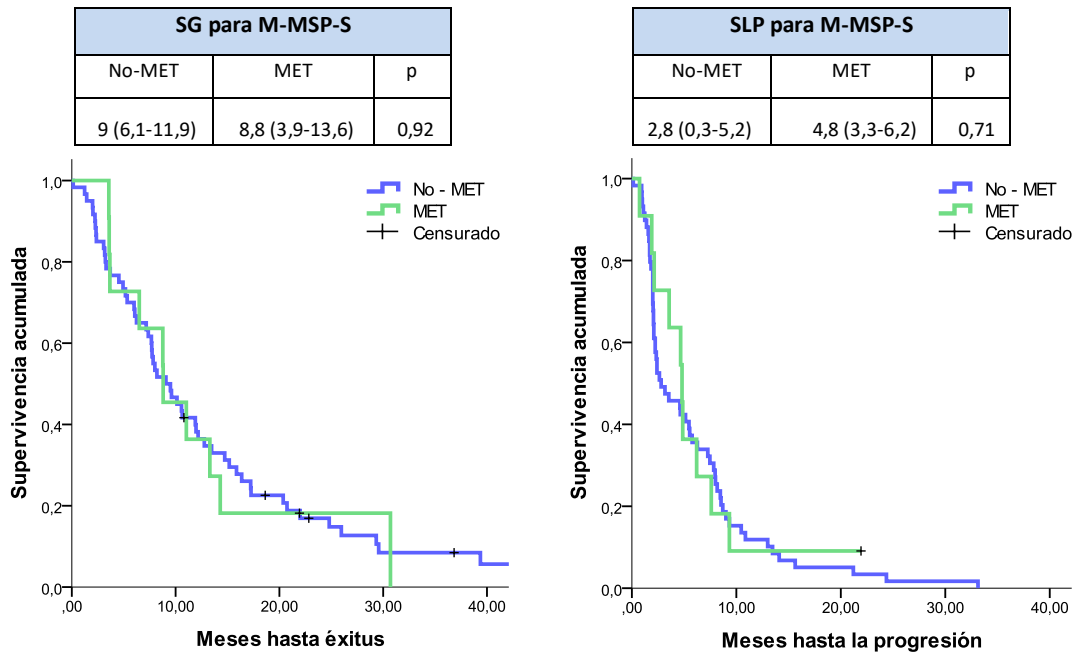 SG para M-MSP-S
No-MET MET p
9 (6,1-11,9) 8,8 (3,9-13,6) 0,92
1,0
0,8
0,6
0,4
0,2
0,0
Supervivencia acumulada
No - MET
MET
Censurado
,00 10,00 20,00 30,00 40,00
Meses hasta éxitus
SLP para M-MSP-S
No-MET MET p
2,8 (0,3-5,2) 4,8 (3,3-6,2) 0,71
1,0
0,8
0,6
0,4
0,2
0,0
Supervivencia acumulada
No - MET
MET
Censurado
,00 10,00 20,00 30,00 40,00
Meses hasta la progresión